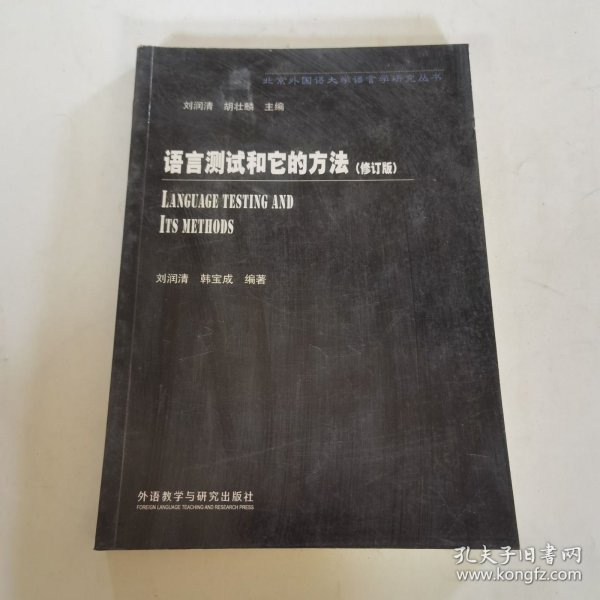 北京外国语大学语言学研究丛书
刘润清 胡壮麟 主编
语言测试和它的方法(修订版)
LANGUAGE TESTING AND
ITS METHODS
刘润清 韩宝成 编著
外语教学与研究出版社
FOREIGN LANGUAGE TEACHING AND RESEARCH PRESS
孔夫子旧书网
www.kongfz.com